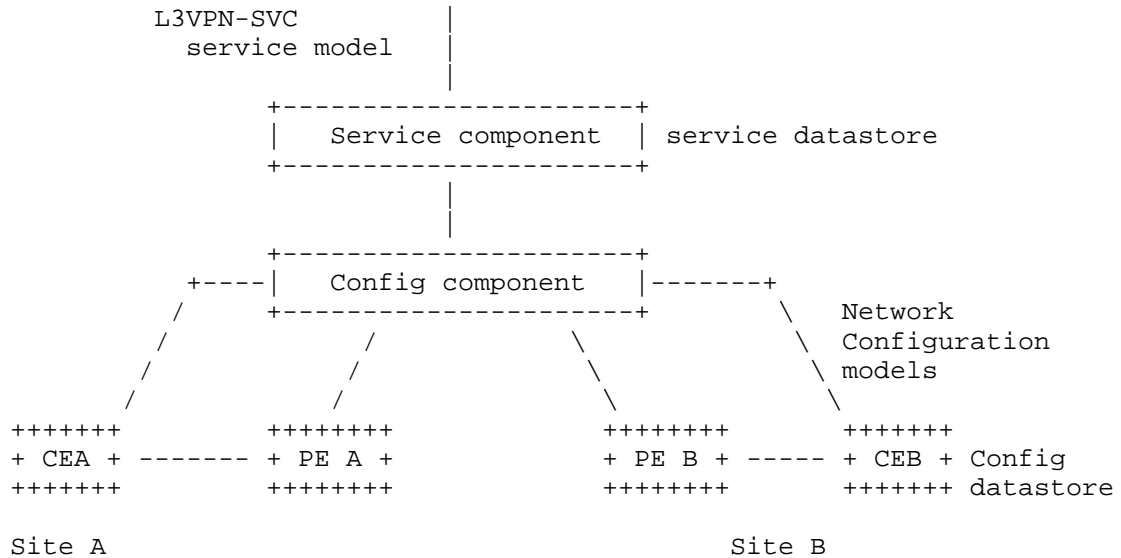 L3VPN-SVC |
service model |
|
+----------------------+
| Service component | service datastore
+----------------------+
|
|
+----------------------+
+----| Config component |-------+
/ +----------------------+ \ Network
/ / \ \ Configuration
/ / \ \ models
/ / \ \
+++++++ ++++++++ ++++++++ +++++++
+ CEA + ------- + PE A + + PE B + ----- + CEB + Config
+++++++ ++++++++ ++++++++ +++++++ datastore
Site A Site B